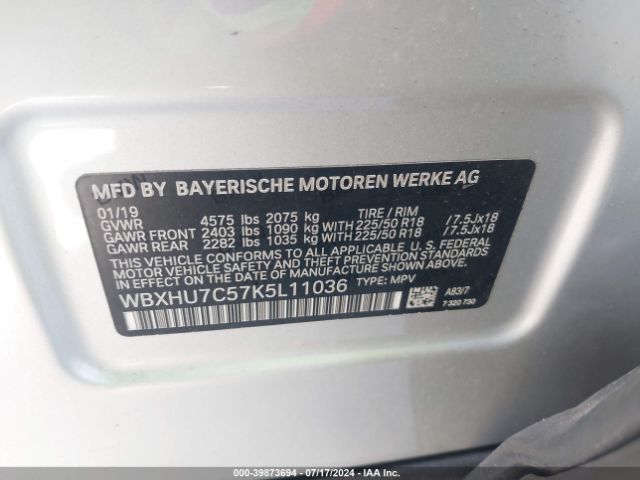 MFD BY BAYERISCHE MOTOREN WERKE AG
01/19
GVWR 4575 lbs 2075 kg TIRE / RIM
GAWR FRONT 2403 lbs 1090 kg WITH 225/50 R18 /7.5Jx18
GAWR REAR 2282 lbs 1035 kg WITH 225/50 R18 /7.5Jx18
THIS VEHICLE CONFORMS TO ALL APPLICABLE U.S. FEDERAL
MOTOR VEHICLE SAFETY, BUMPER, AND THEFT PREVENTION
STANDARDS IN EFFECT ON THE DATE OF MANUFACTURE SHOWN ABOVE.
WBXHU7C57K5L11036 TYPE: MPV
A83/7
7 320 730
000-39873694 / 07/17/2024 - IAA Inc.